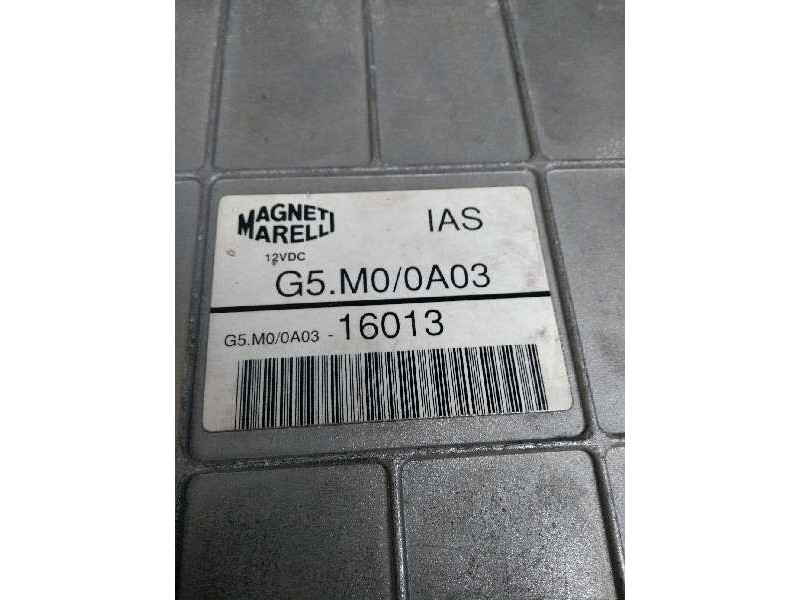 MAGNETI
MARELLI
IAS
12VDC
G5.M0/0A03
G5.M0/0A03 - 16013